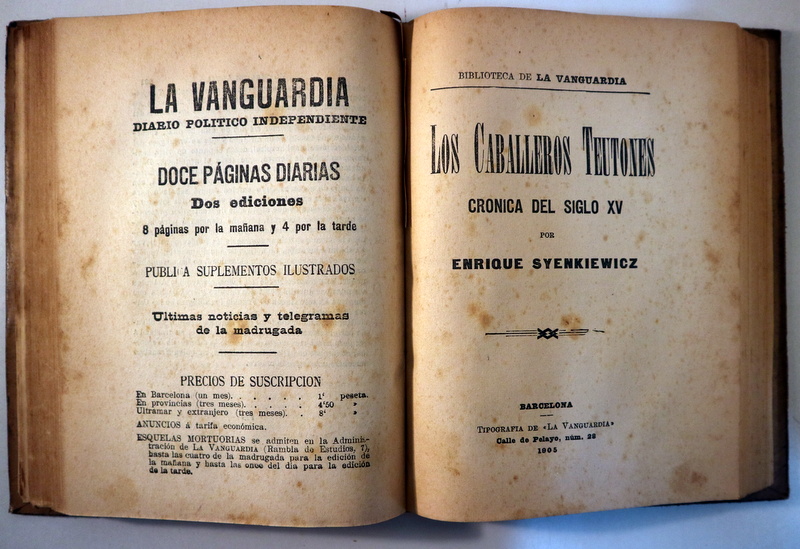 LA VANGUARDIA
DIARIO POLITICO INDEPENDIENTE
DOCE PÁGINAS DIARIAS
Dos ediciones
8 páginas por la mañana y 4 por la tarde
PUBLICA SUPLEMENTOS ILUSTRADOS
Ultimas noticias y telegramas
de la madrugada
PRECIOS DE SUSCRIPCION
En Barcelona (un mes). . . . . . 1' peseta.
En provincias (tres meses). . . . . 4'50 »
Ultramar y extranjero (tres meses). . 8' »
ANUNCIOS á tarifa económica.
ESQUELAS MORTUORIAS se admiten en la Adminis-
tración de LA VANGUARDIA (Rambla de Estudios, 7),
hasta las cuatro de la madrugada para la edición de
la mañana y hasta las once del dia para la edición
de la tarde.
BIBLIOTECA DE LA VANGUARDIA
LOS CABALLEROS TEUTONES
CRONICA DEL SIGLO XV
POR
ENRIQUE SYENKIEWICZ
BARCELONA
TIPOGRAFIA DE «LA VANGUARDIA»
Calle de Pelayo, núm. 28
1905